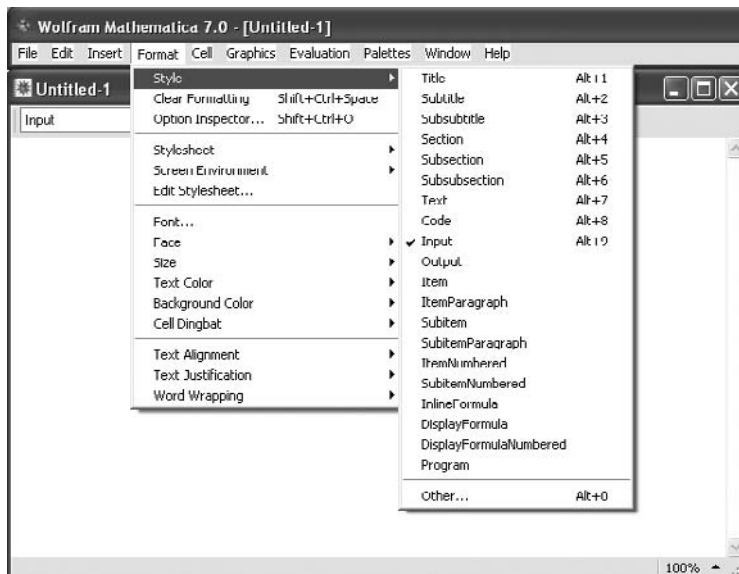 Wolfram Mathematica 7.0 - [Untitled-1]
File Edit Insert Format Cell Graphics Evaluation Palettes Window Help
Untitled-1
Input
Style
Clear Formatting Shift+Ctrl+Space
Option Inspector... Shift+Ctrl+O
Stylesheet
Screen Environment
Edit Stylesheet...
Font...
Face
Size
Text Color
Background Color
Cell Dingbat
Text Alignment
Text Justification
Word Wrapping
Title Alt+1
Subtitle Alt+2
Subsubtitle Alt+3
Section Alt+4
Subsection Alt+5
Subsubsection Alt+6
Text Alt+7
Code Alt+8
Input Alt+9
Output
Item
ItemParagraph
Subitem
SubitemParagraph
ItemNumbered
SubitemNumbered
InlineFormula
DisplayFormula
DisplayFormulaNumbered
Program
Other... Alt+0
100%